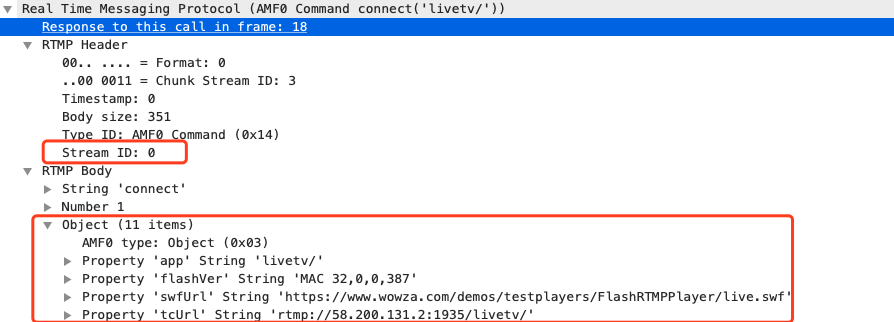 Real Time Messaging Protocol (AMF0 Command connect('livetv/'))
Response to this call in frame: 18
RTMP Header
00.. .... = Format: 0
..00 0011 = Chunk Stream ID: 3
Timestamp: 0
Body size: 351
Type ID: AMF0 Command (0x14)
Stream ID: 0
RTMP Body
String 'connect'
Number 1
Object (11 items)
AMF0 type: Object (0x03)
Property 'app' String 'livetv/'
Property 'flashVer' String 'MAC 32,0,0,387'
Property 'swfUrl' String 'https://www.wowza.com/demos/testplayers/FlashRTMPPlayer/live.swf'
Property 'tcUrl' String 'rtmp://58.200.131.2:1935/livetv/'